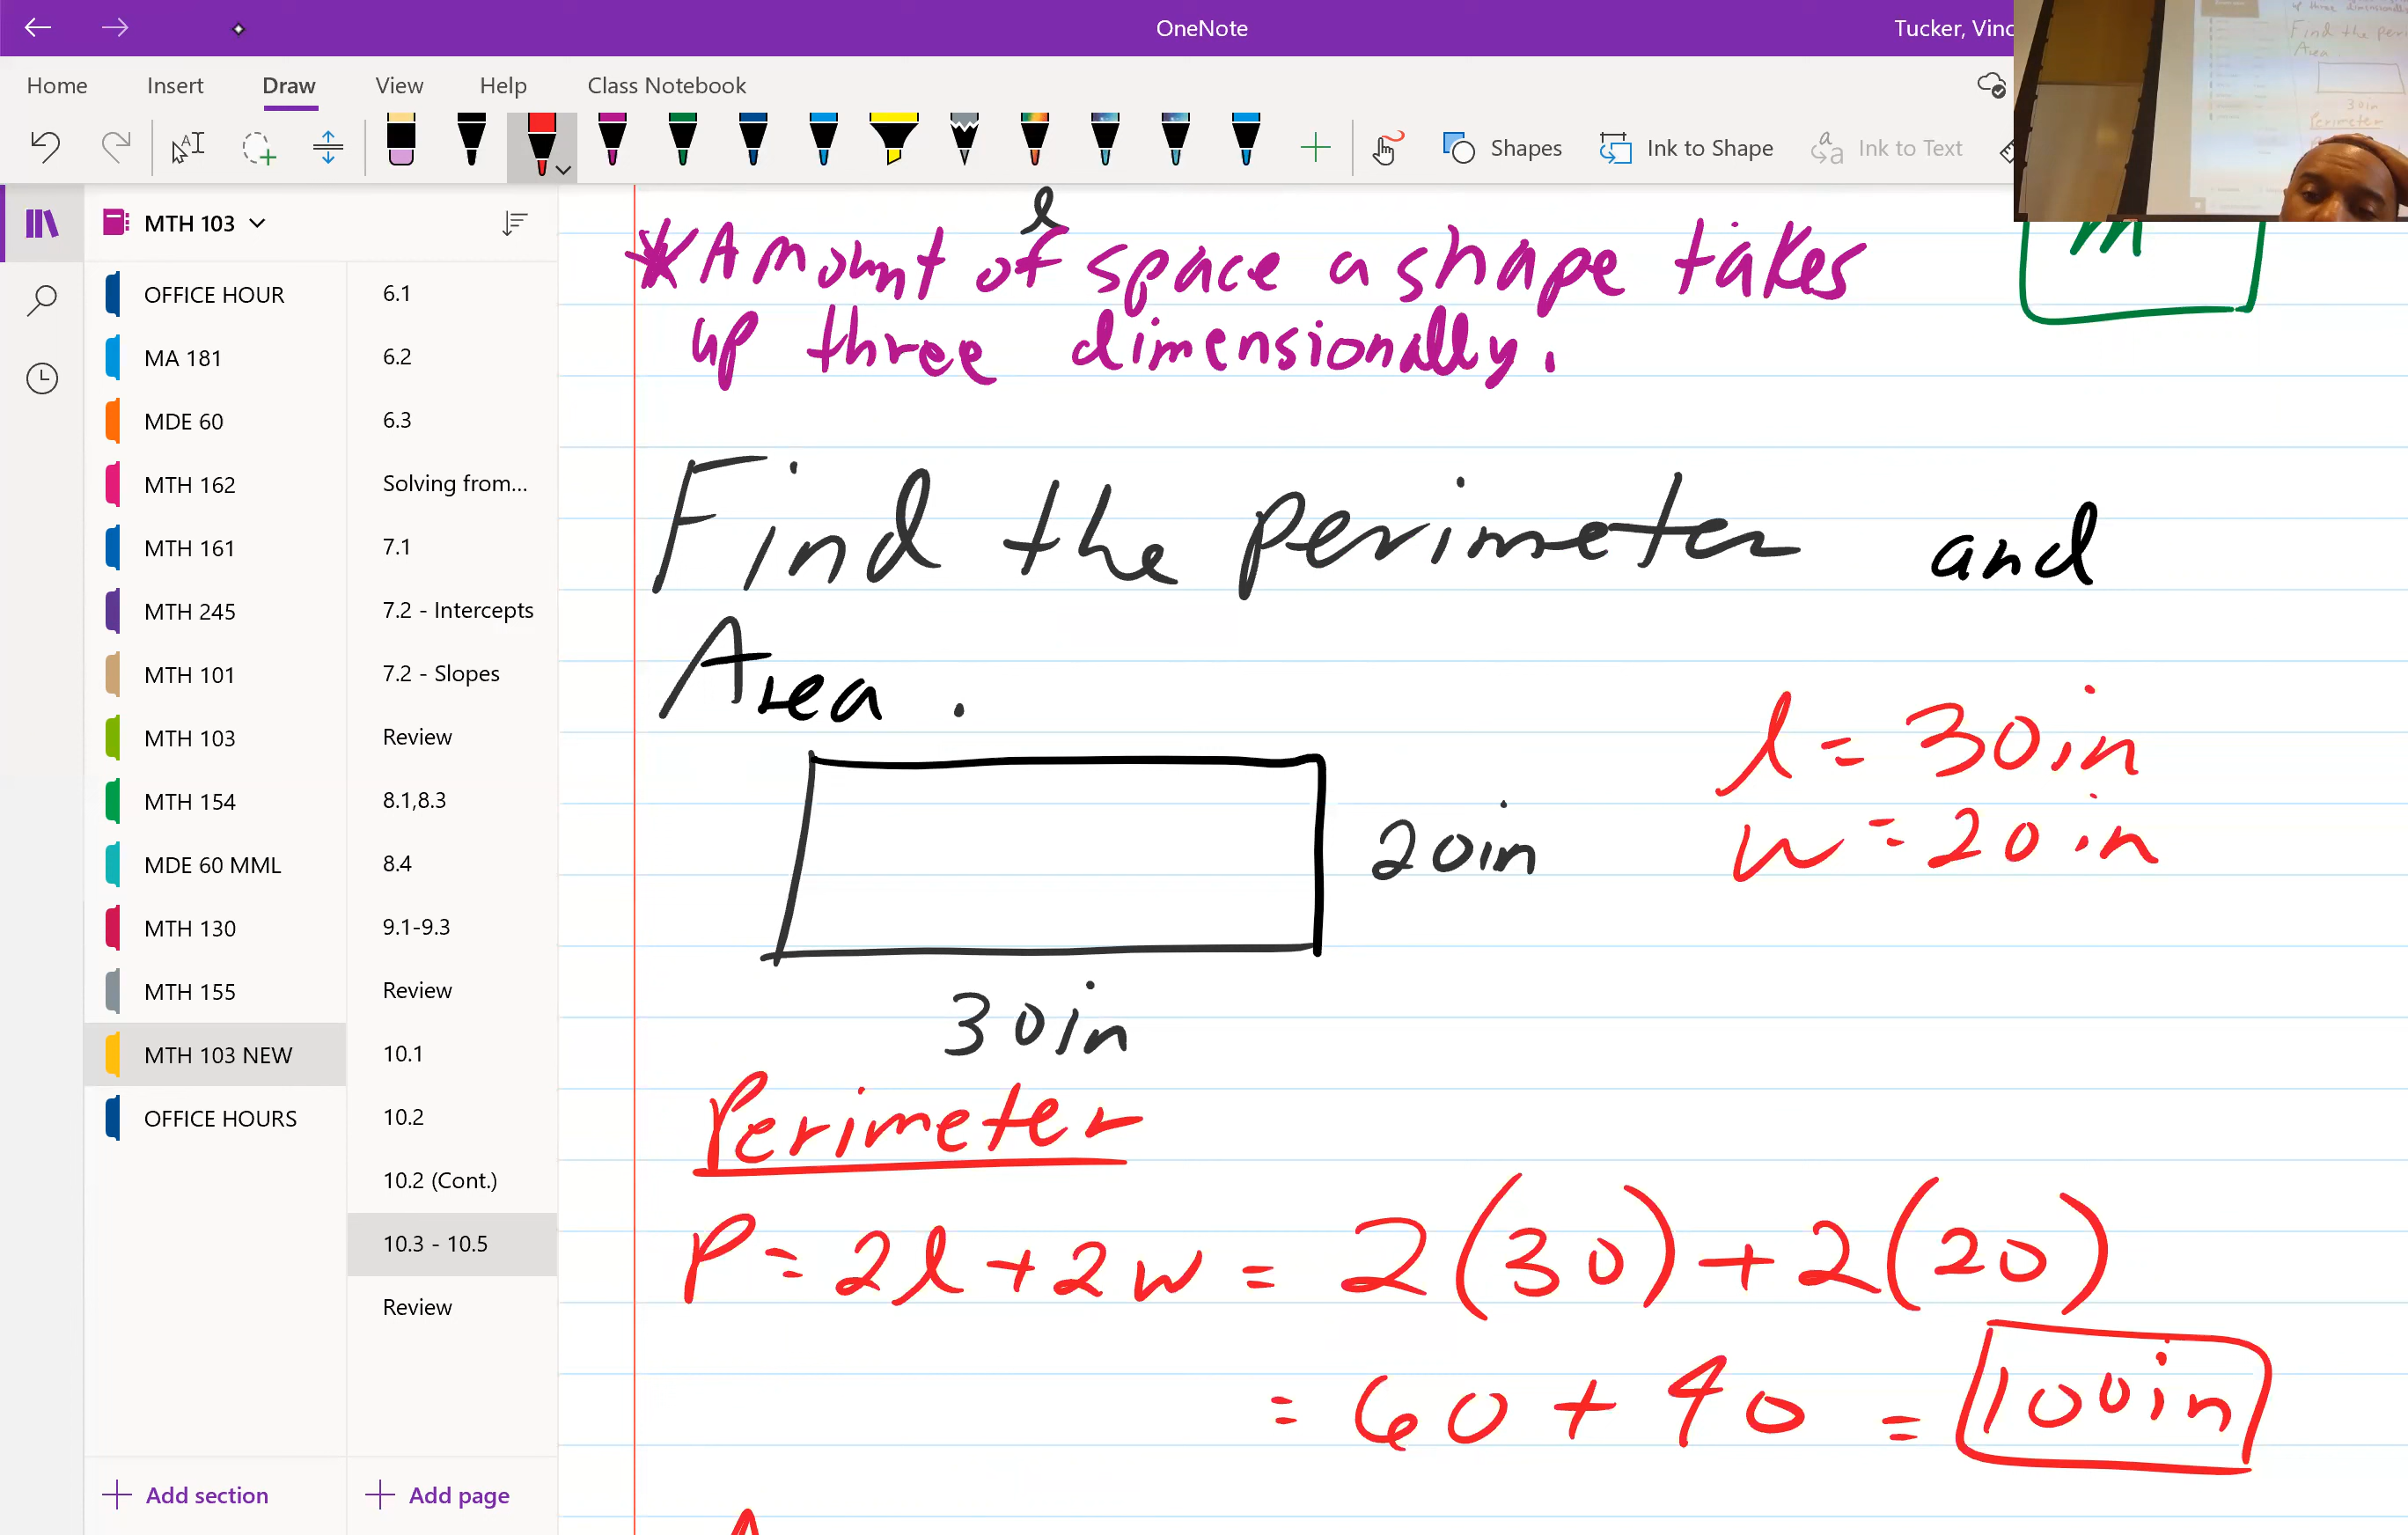 OneNote
Tucker, Vinc
Home Insert Draw View Help Class Notebook
Shapes Ink to Shape Ink to Text
MTH 103
OFFICE HOUR
MA 181
MDE 60
MTH 162
MTH 161
MTH 245
MTH 101
MTH 103
MTH 154
MDE 60 MML
MTH 130
MTH 155
MTH 103 NEW
OFFICE HOURS
Add section
6.1
6.2
6.3
Solving from...
7.1
7.2 - Intercepts
7.2 - Slopes
Review
8.1,8.3
8.4
9.1-9.3
Review
10.1
10.2
10.2 (Cont.)
10.3 - 10.5
Review
Add page
l
*Amount of space a shape takes
up three dimensionally.
m
Find the perimeter and
Area.
20in
30in
l = 30in
w = 20in
Perimeter
P = 2l + 2w = 2(30) + 2(20)
= 60 + 40 = 100in